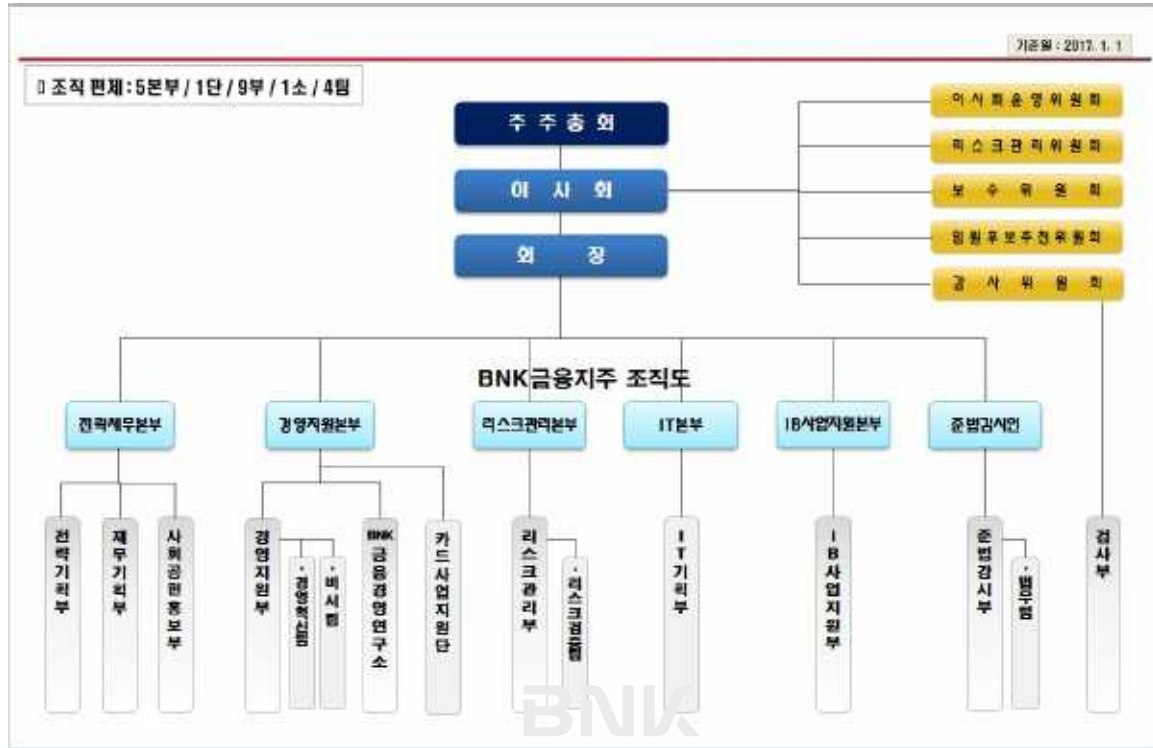 기준일 : 2017. 1. 1
▯ 조직 편제 : 5본부 / 1단 / 9부 / 1소 / 4팀
주 주 총 회
이 사 회
회 장
이 사 회 운 영 위 원 회
리 스 크 관 리 위 원 회
보 수 위 원 회
임 원 후 보 추 천 위 원 회
감 사 위 원 회
BNK금융지주 조직도
전략재무본부
경영지원본부
리스크관리본부
IT본부
IB사업지원본부
준법감시인
전략기획부
재무기획부
사회공헌홍보부
경영지원부
·경영혁신팀
·비서팀
BNK금융경영연구소
카드사업지원단
리스크관리부
·리스크검증팀
IT기획부
IB사업지원부
준법감시부
·법무팀
검사부
BNK